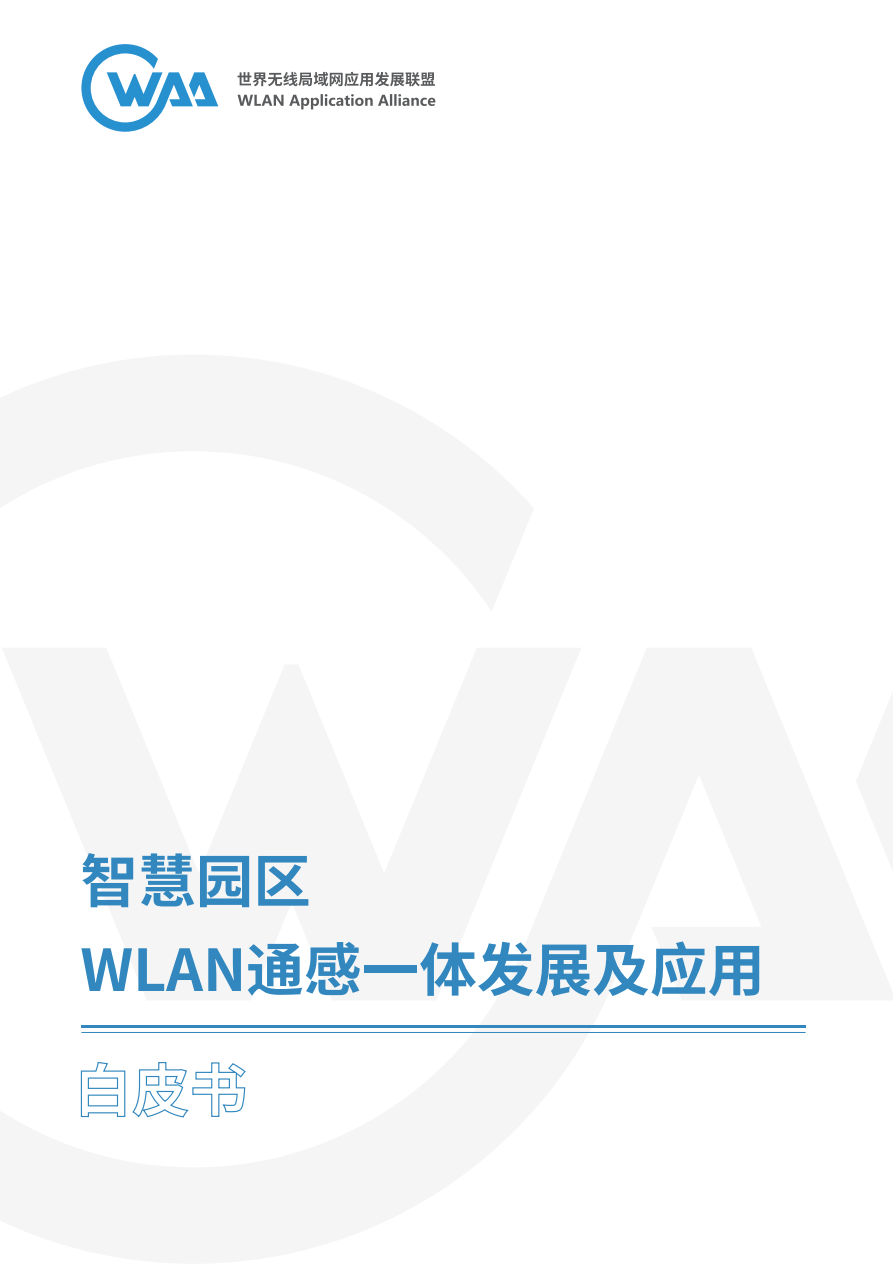 WAA
世界无线局域网应用发展联盟
WLAN Application Alliance
智慧园区
WLAN通感一体发展及应用
白皮书